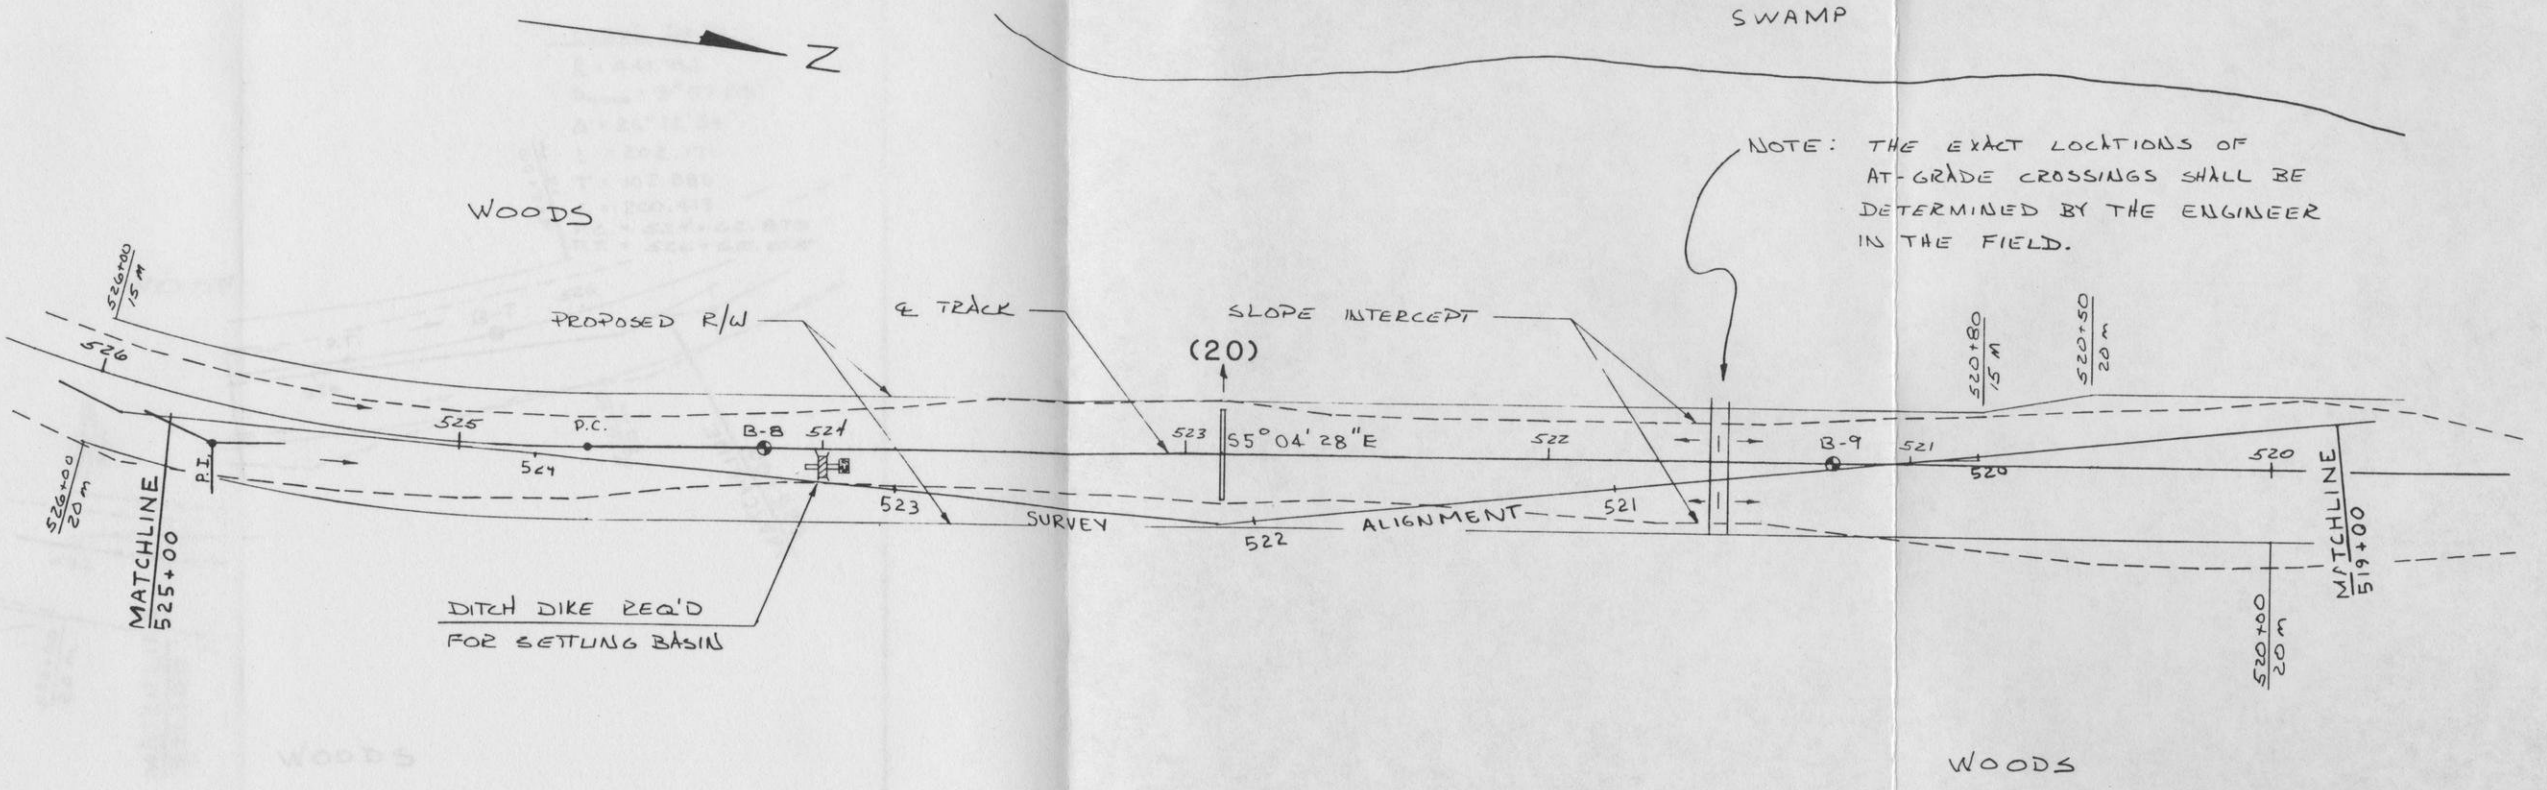 SWAMP
N
NOTE: THE EXACT LOCATIONS OF
AT-GRADE CROSSINGS SHALL BE
DETERMINED BY THE ENGINEER
IN THE FIELD.
WOODS
526+00
15 m
PROPOSED R/W
℄ TRACK
SLOPE INTERCEPT
(20)
520+80
15 m
520+50
20 m
526
525
P.C.
B-8
524
523
S5° 04' 28" E
522
B-9
521
520
P.I.
524
523
522
521
520
SURVEY ALIGNMENT
526+00
20 m
MATCHLINE
525+00
MATCHLINE
519+00
DITCH DIKE REQ'D
FOR SETTLING BASIN
520+00
20 m
WOODS
WOODS